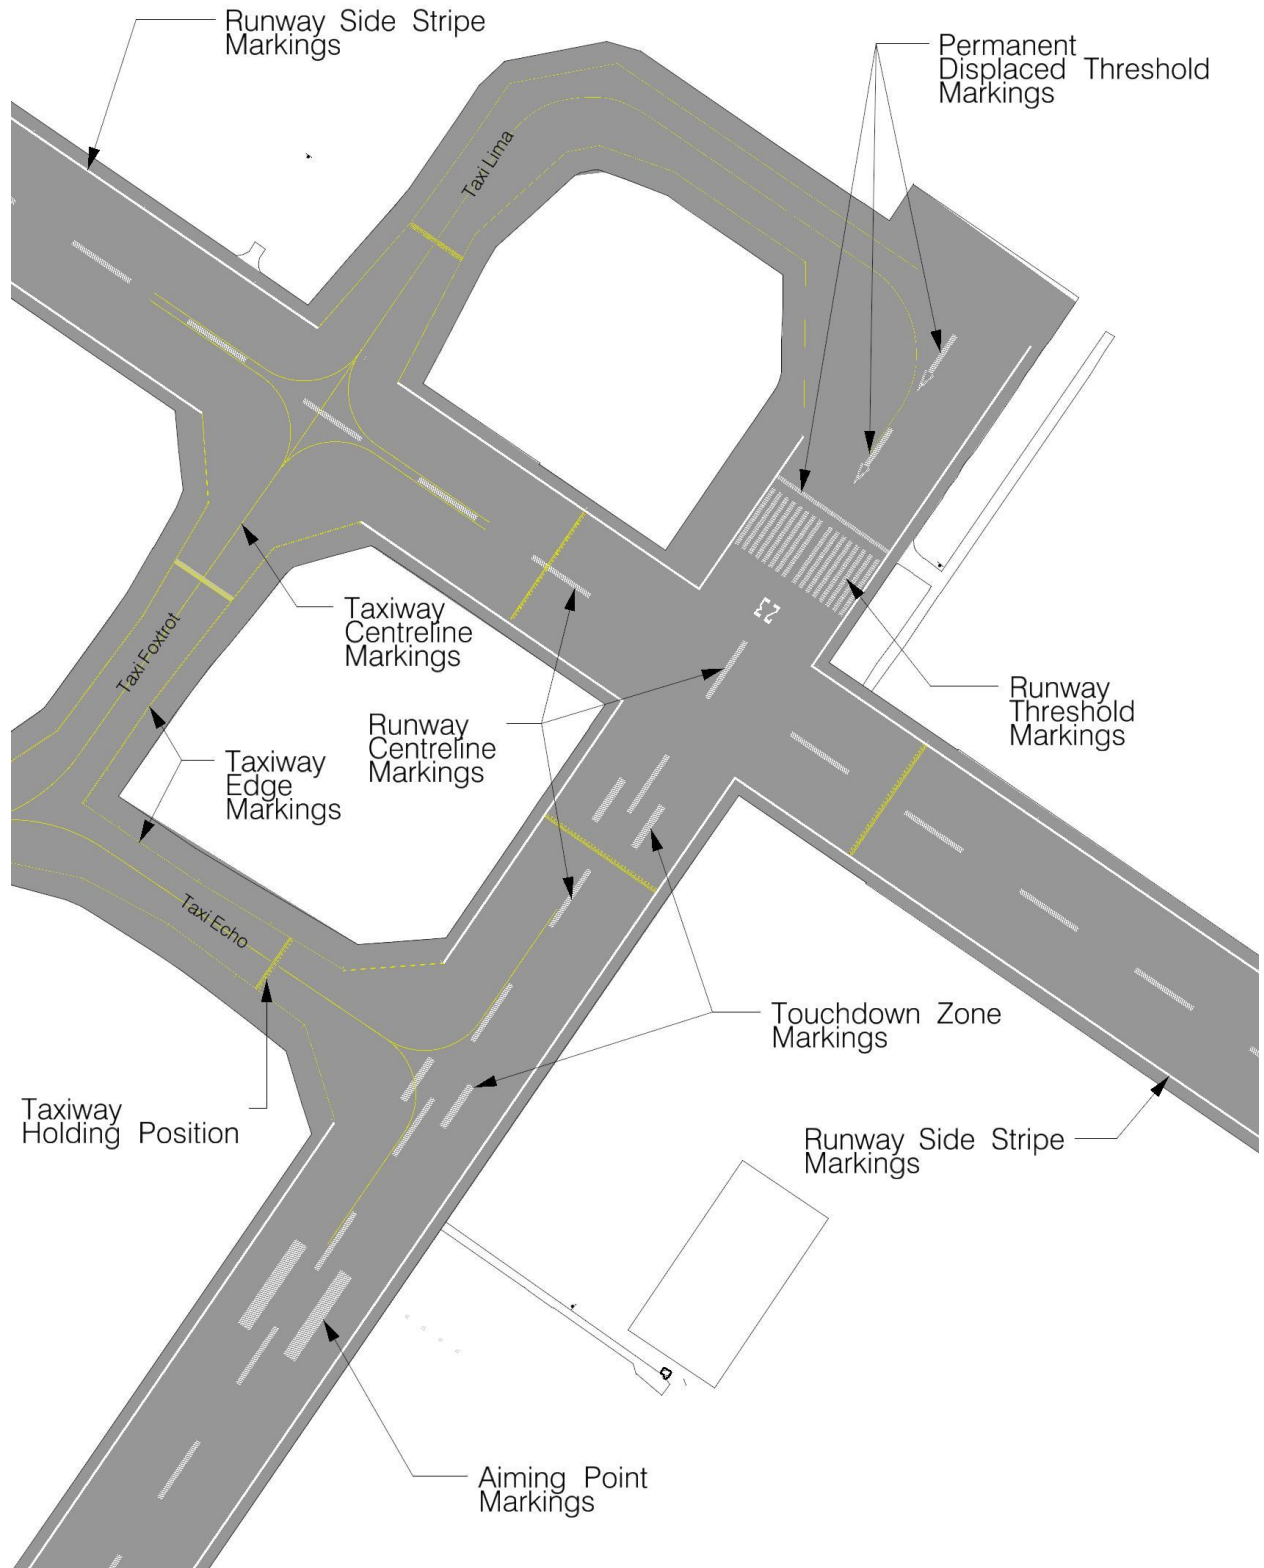 Runway Side Stripe
Markings
Permanent
Displaced Threshold
Markings
Taxi Lima
23
Taxiway
Centreline
Markings
Taxi Foxtrot
Runway
Threshold
Markings
Runway
Centreline
Markings
Taxiway
Edge
Markings
Taxi Echo
Touchdown Zone
Markings
Taxiway
Holding Position
Runway Side Stripe
Markings
Aiming Point
Markings